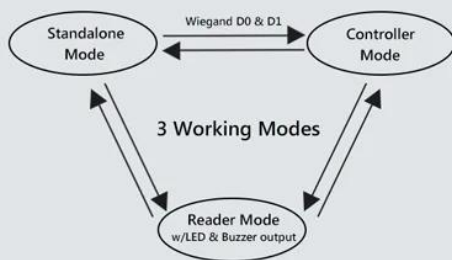 Wiegand D0 & D1
Standalone
Mode
Controller
Mode
3 Working Modes
Reader Mode
w/LED & Buzzer output